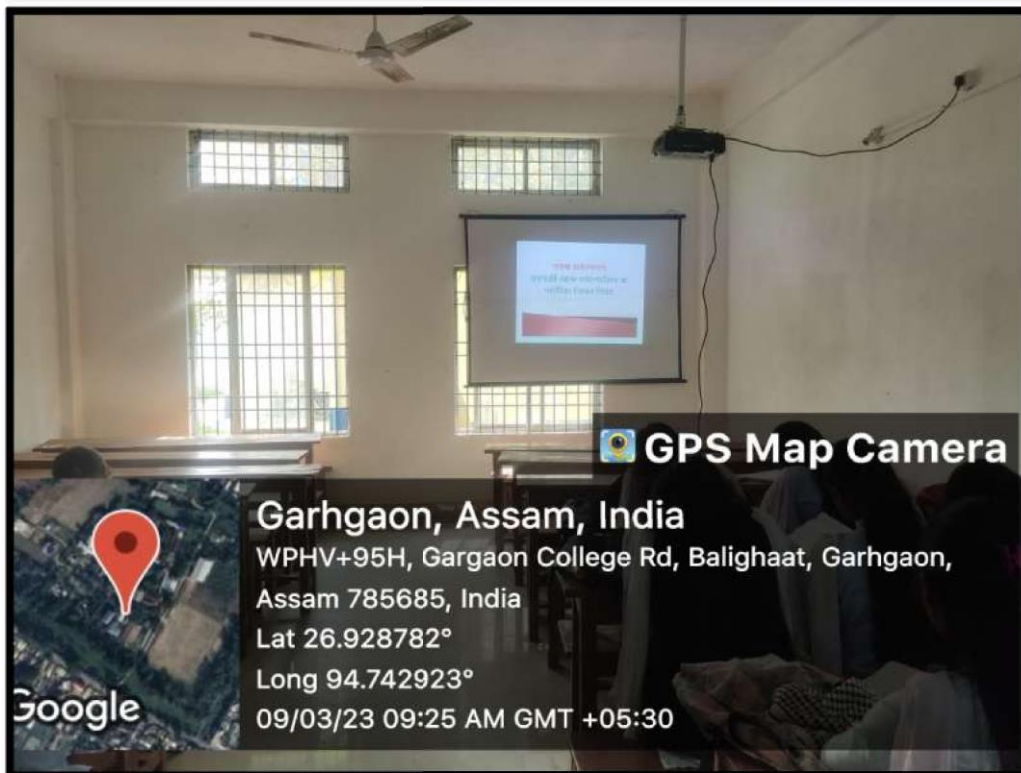 GPS Map Camera
Garhgaon, Assam, India
WPHV+95H, Gargaon College Rd, Balighaat, Garhgaon,
Assam 785685, India
Lat 26.928782°
Long 94.742923°
09/03/23 09:25 AM GMT +05:30
Google